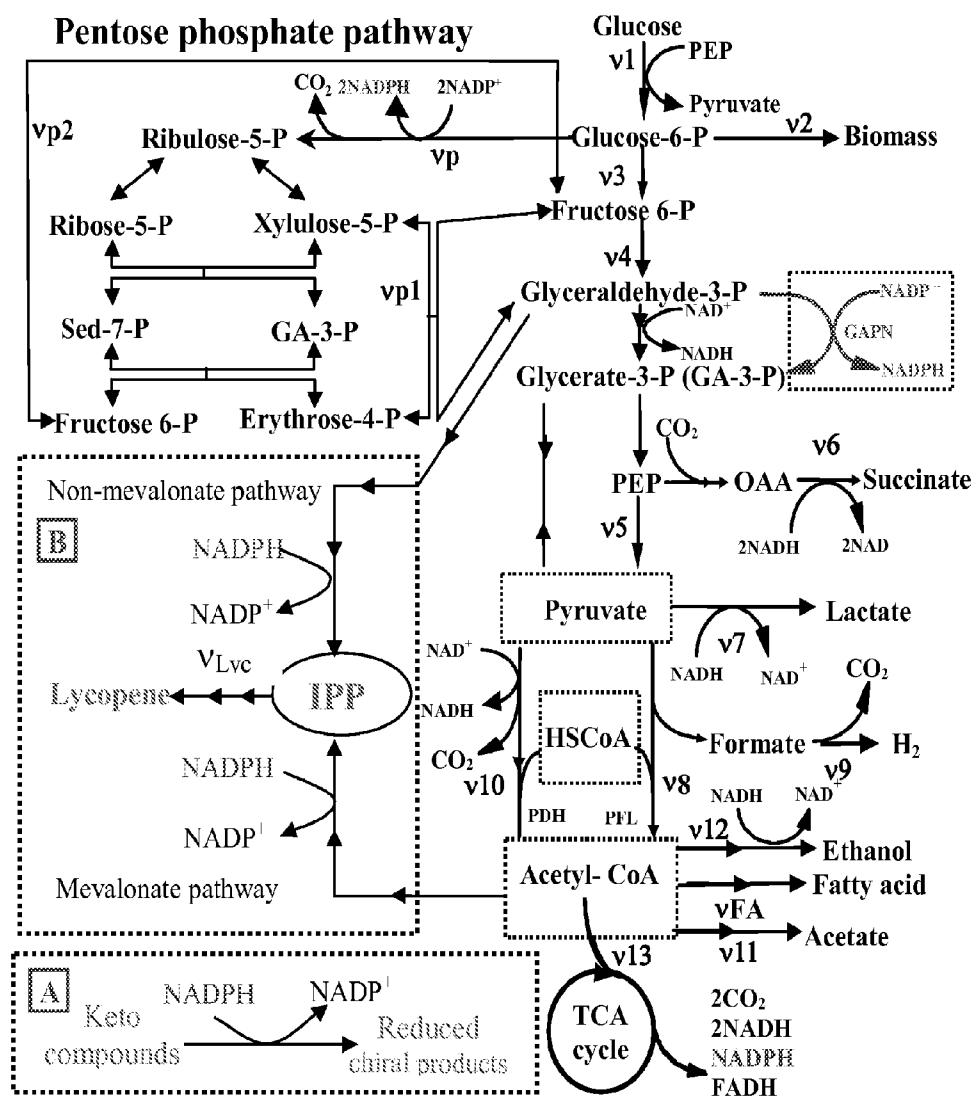 Pentose phosphate pathway
Glucose
ν1
PEP
Pyruvate
CO2 2NADPH 2NADP+
νp2
Ribulose-5-P
νp
Glucose-6-P
ν2
Biomass
ν3
Ribose-5-P
Xylulose-5-P
Fructose 6-P
νp1
ν4
Glyceraldehyde-3-P
NAD+
NADH
NADP+
GAPN
NADPH
Sed-7-P
GA-3-P
Glycerate-3-P (GA-3-P)
Fructose 6-P
Erythrose-4-P
CO2
ν6
PEP
OAA
Succinate
ν5
2NADH
2NAD
Non-mevalonate pathway
B
NADPH
NADP+
Pyruvate
Lactate
ν7
NADH
NAD+
NAD+
NADH
νLyc
Lycopene
IPP
CO2
HSCoA
Formate
CO2
H2
ν9
ν10
ν8
NADPH
NADP+
PDH
PFL
NADH
NAD+
ν12
Ethanol
Mevalonate pathway
Acetyl- CoA
Fatty acid
νFA
Acetate
ν11
ν13
A
NADPH
NADP+
Keto
compounds
Reduced
chiral products
TCA
cycle
2CO2
2NADH
NADPH
FADH